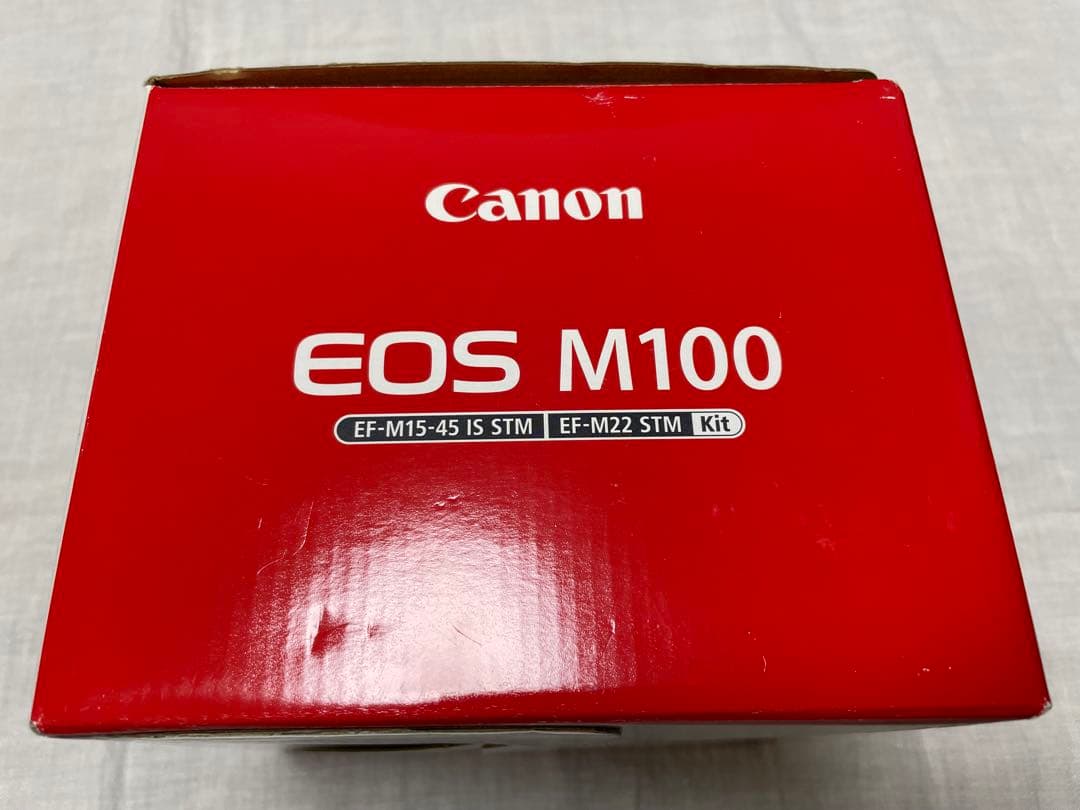 Canon
EOS M100
EF-M15-45 IS STM EF-M22 STM Kit